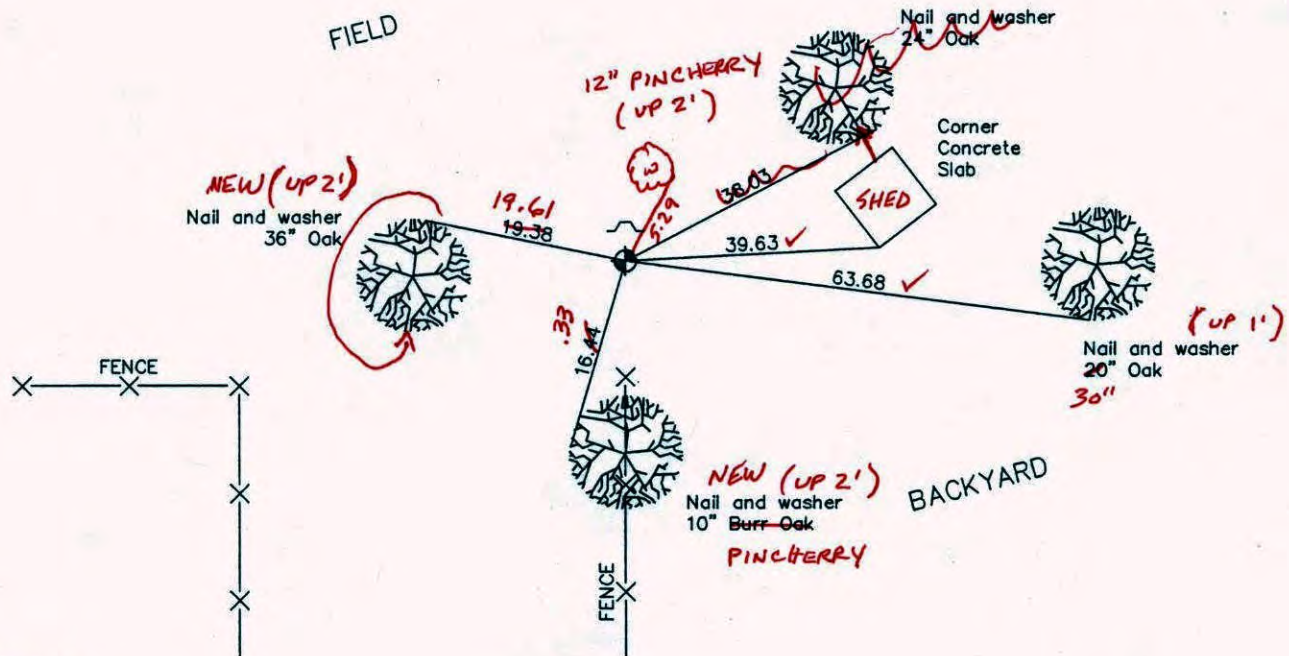 FIELD
Nail and washer
24" Oak
12" PINCHERRY
(UP 2')
Corner
Concrete
Slab
W
SHED
NEW (UP 2')
Nail and washer
36" Oak
19.61
19.38
5.29
38.03
39.63 ✓
63.68 ✓
.33
16.44
(UP 1')
Nail and washer
20" Oak
30"
FENCE
NEW (UP 2')
Nail and washer
10" Burr Oak
PINCHERRY
BACKYARD
FENCE